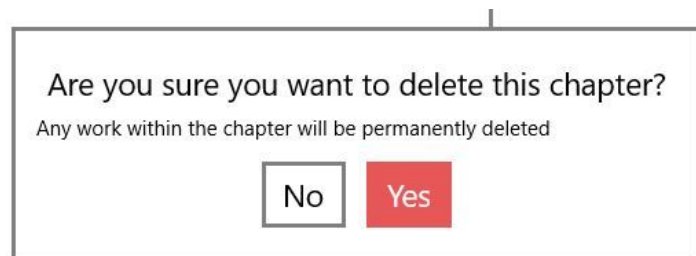 Are you sure you want to delete this chapter?
Any work within the chapter will be permanently deleted
No Yes